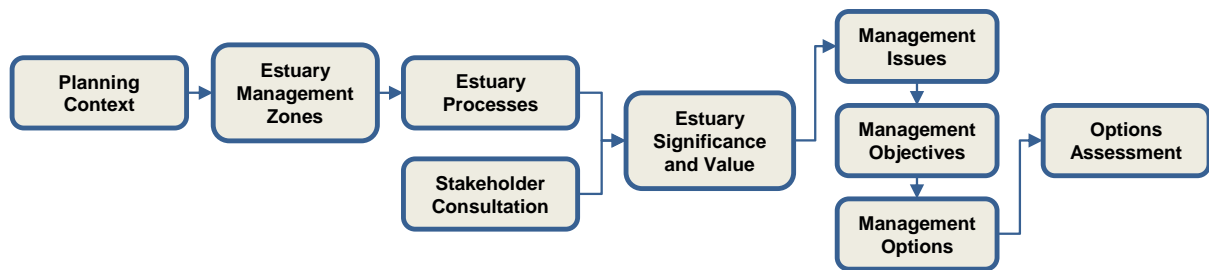 Planning
Context
Estuary
Management
Zones
Estuary
Processes
Stakeholder
Consultation
Estuary
Significance
and Value
Management
Issues
Management
Objectives
Management
Options
Options
Assessment